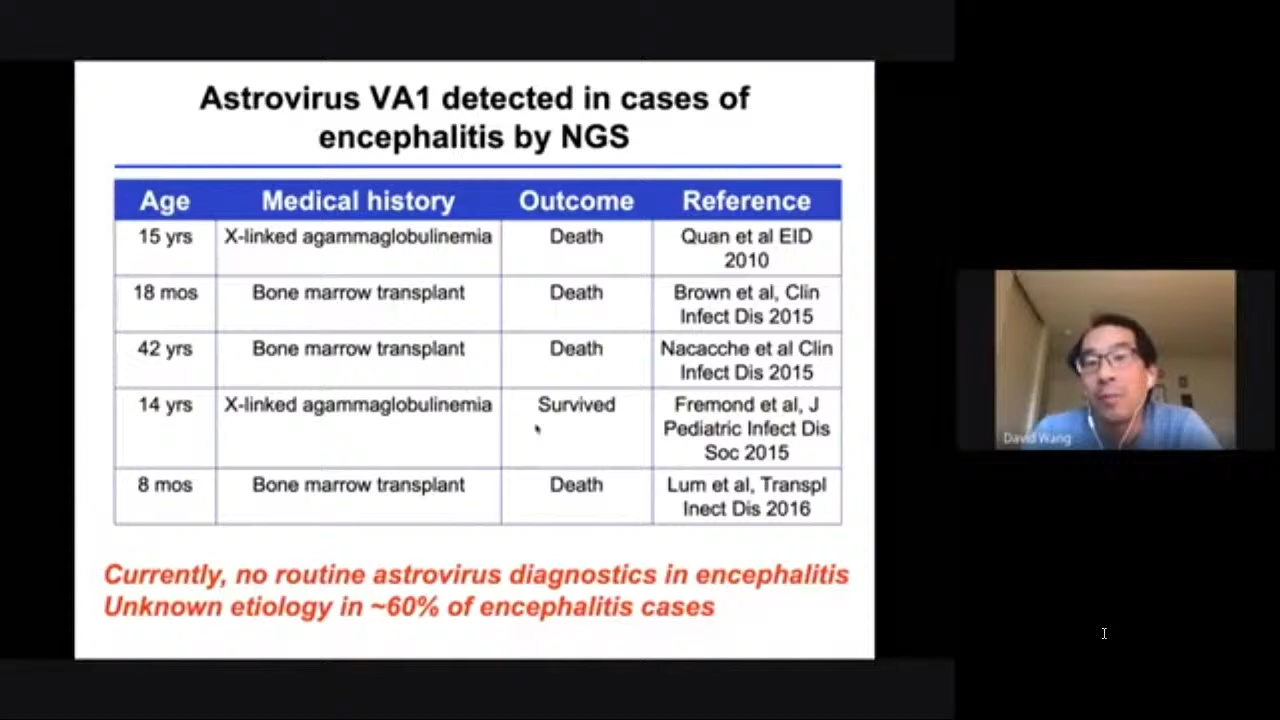 Astrovirus VA1 detected in cases of
encephalitis by NGS
Age Medical history Outcome Reference
15 yrs X-linked agammaglobulinemia Death Quan et al EID
2010
18 mos Bone marrow transplant Death Brown et al, Clin
Infect Dis 2015
42 yrs Bone marrow transplant Death Nacacche et al Clin
Infect Dis 2015
14 yrs X-linked agammaglobulinemia Survived Fremond et al, J
Pediatric Infect Dis
Soc 2015
8 mos Bone marrow transplant Death Lum et al, Transpl
Inect Dis 2016
Currently, no routine astrovirus diagnostics in encephalitis
Unknown etiology in ~60% of encephalitis cases
David Wang